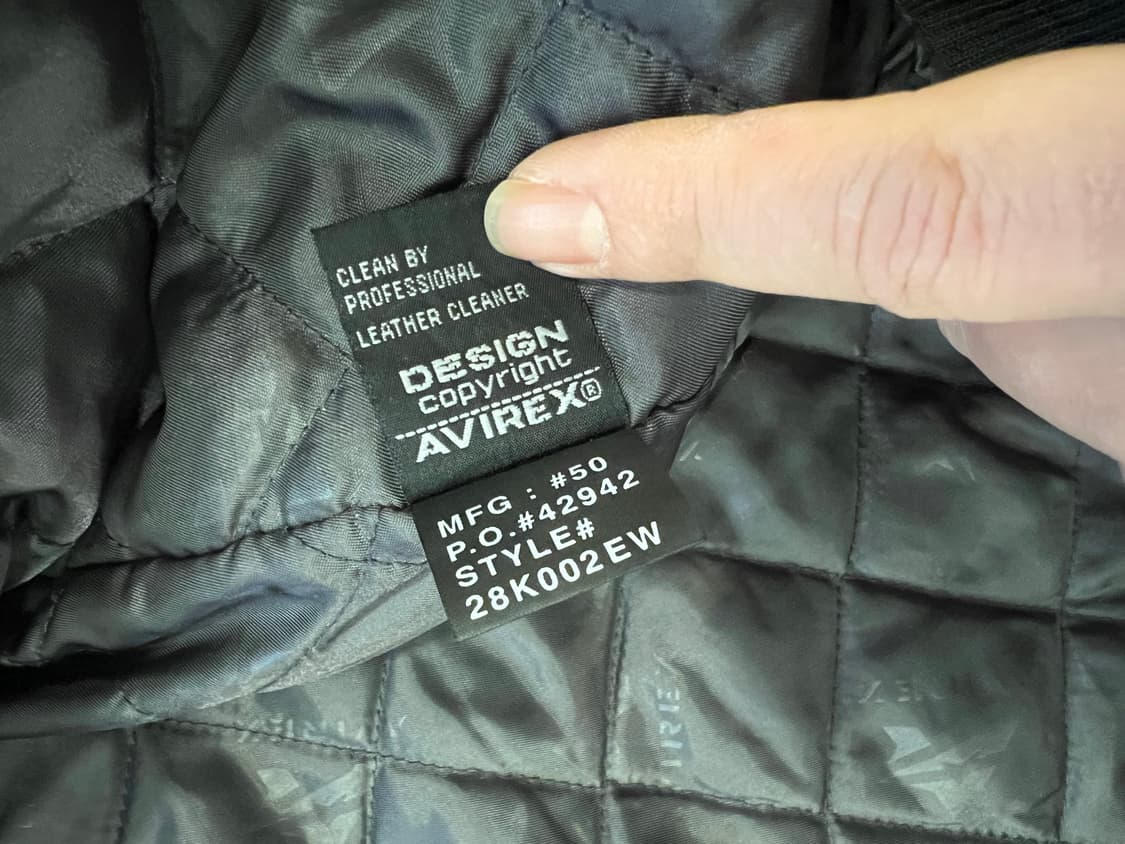 CLEAN BY
PROFESSIONAL
LEATHER CLEANER
DESIGN
copyright
AVIREX®
MFG : #50
P.O.#42942
STYLE#
28K002EW